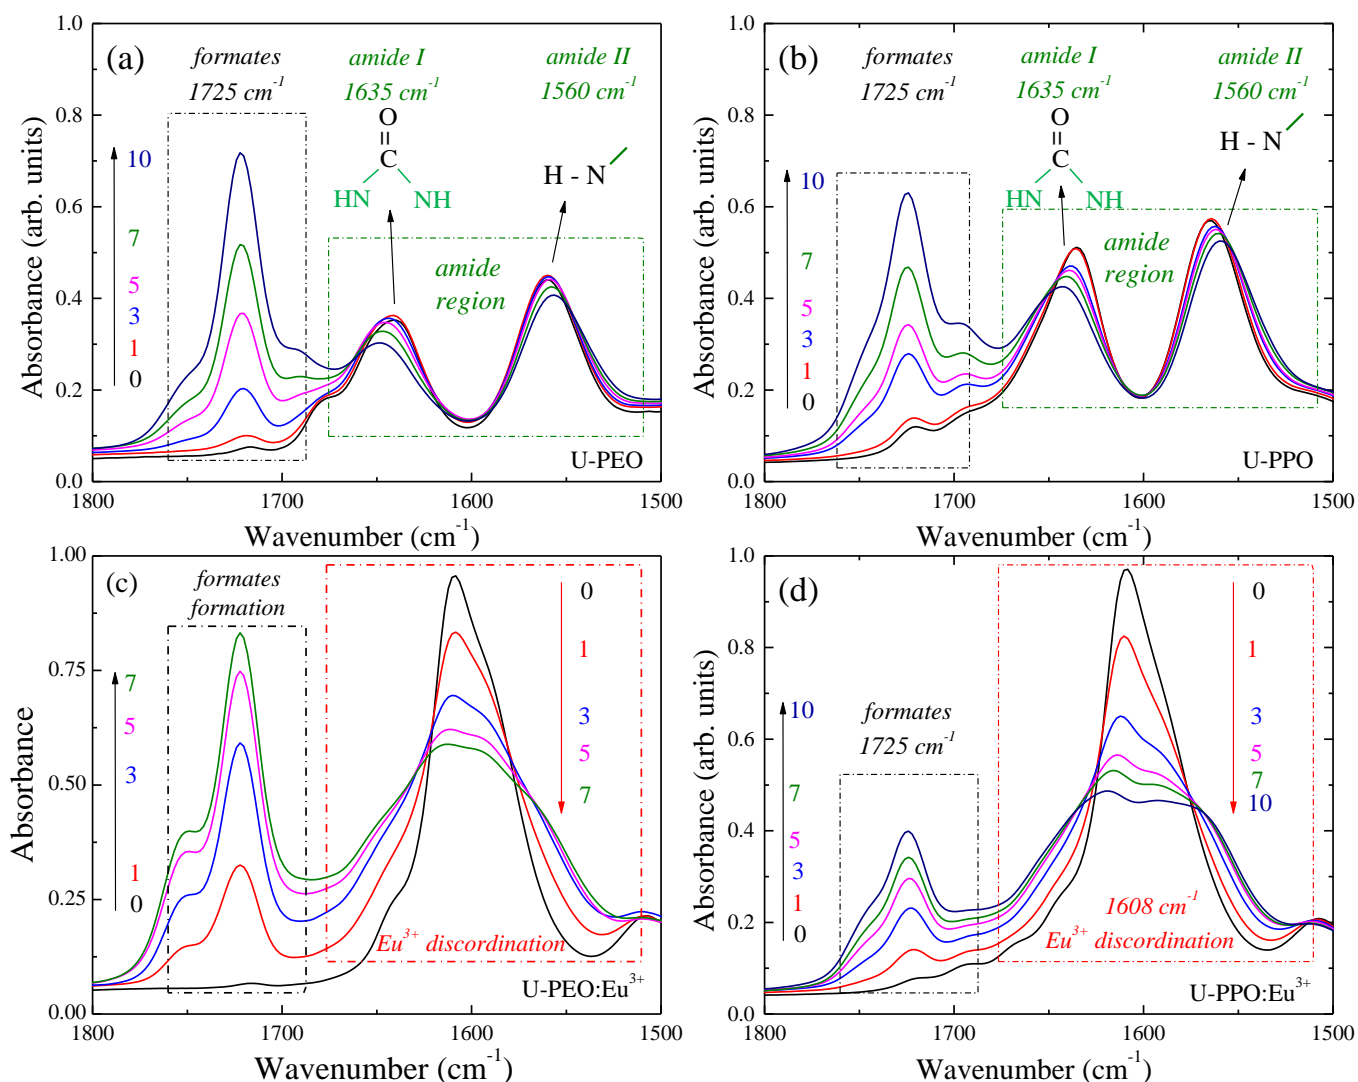 (a)
formates
1725 cm⁻¹
amide I
1635 cm⁻¹
amide II
1560 cm⁻¹
O
C
HN NH
H - N
amide
region
10
7
5
3
1
0
U-PEO
1.0
0.8
0.6
0.4
0.2
0.0
1800 1700 1600 1500
Absorbance (arb. units)
Wavenumber (cm⁻¹)
(b)
formates
1725 cm⁻¹
amide I
1635 cm⁻¹
amide II
1560 cm⁻¹
O
C
HN NH
H - N
amide
region
10
7
5
3
1
0
U-PPO
1.0
0.8
0.6
0.4
0.2
0.0
1800 1700 1600 1500
Absorbance (arb. units)
Wavenumber (cm⁻¹)
(c)
formates
formation
7
5
3
1
0
0
1
3
5
7
Eu³⁺ discordination
U-PEO:Eu³⁺
1.00
0.75
0.50
0.25
0.00
1800 1700 1600 1500
Absorbance
Wavenumber (cm⁻¹)
(d)
formates
1725 cm⁻¹
10
7
5
3
1
0
0
1
3
5
7
10
1608 cm⁻¹
Eu³⁺ discordination
U-PPO:Eu³⁺
1.0
0.8
0.6
0.4
0.2
0.0
1800 1700 1600 1500
Absorbance (arb. units)
Wavenumber (cm⁻¹)